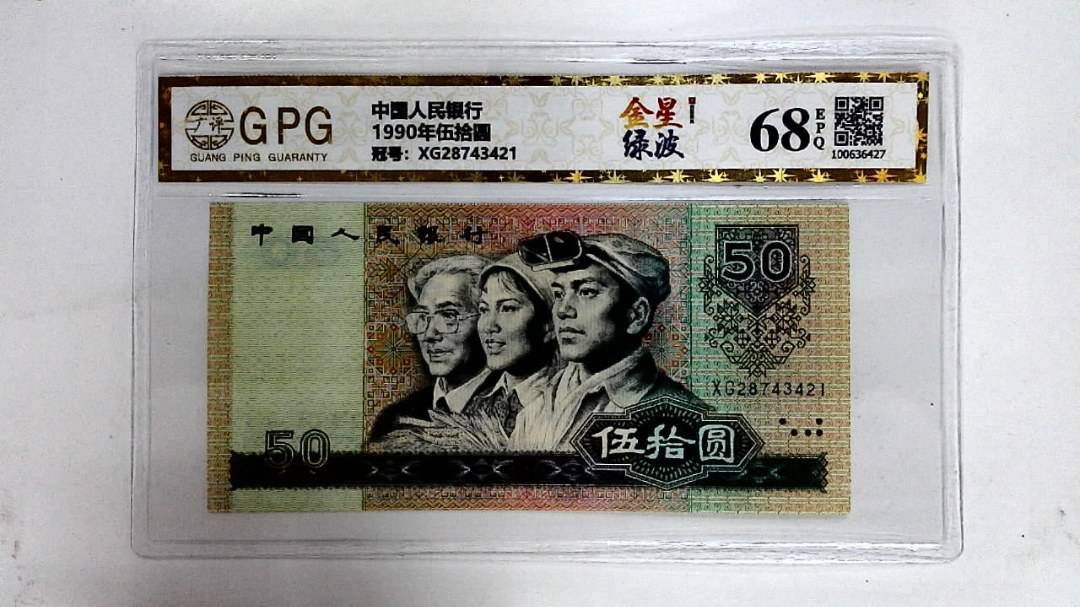 广评
GPG
GUANG PING GUARANTY
中国人民银行
1990年伍拾圆
冠号：XG28743421
金星
绿波
68
EPQ
100636427
中国人民银行
50
XG28743421
50
伍拾圆